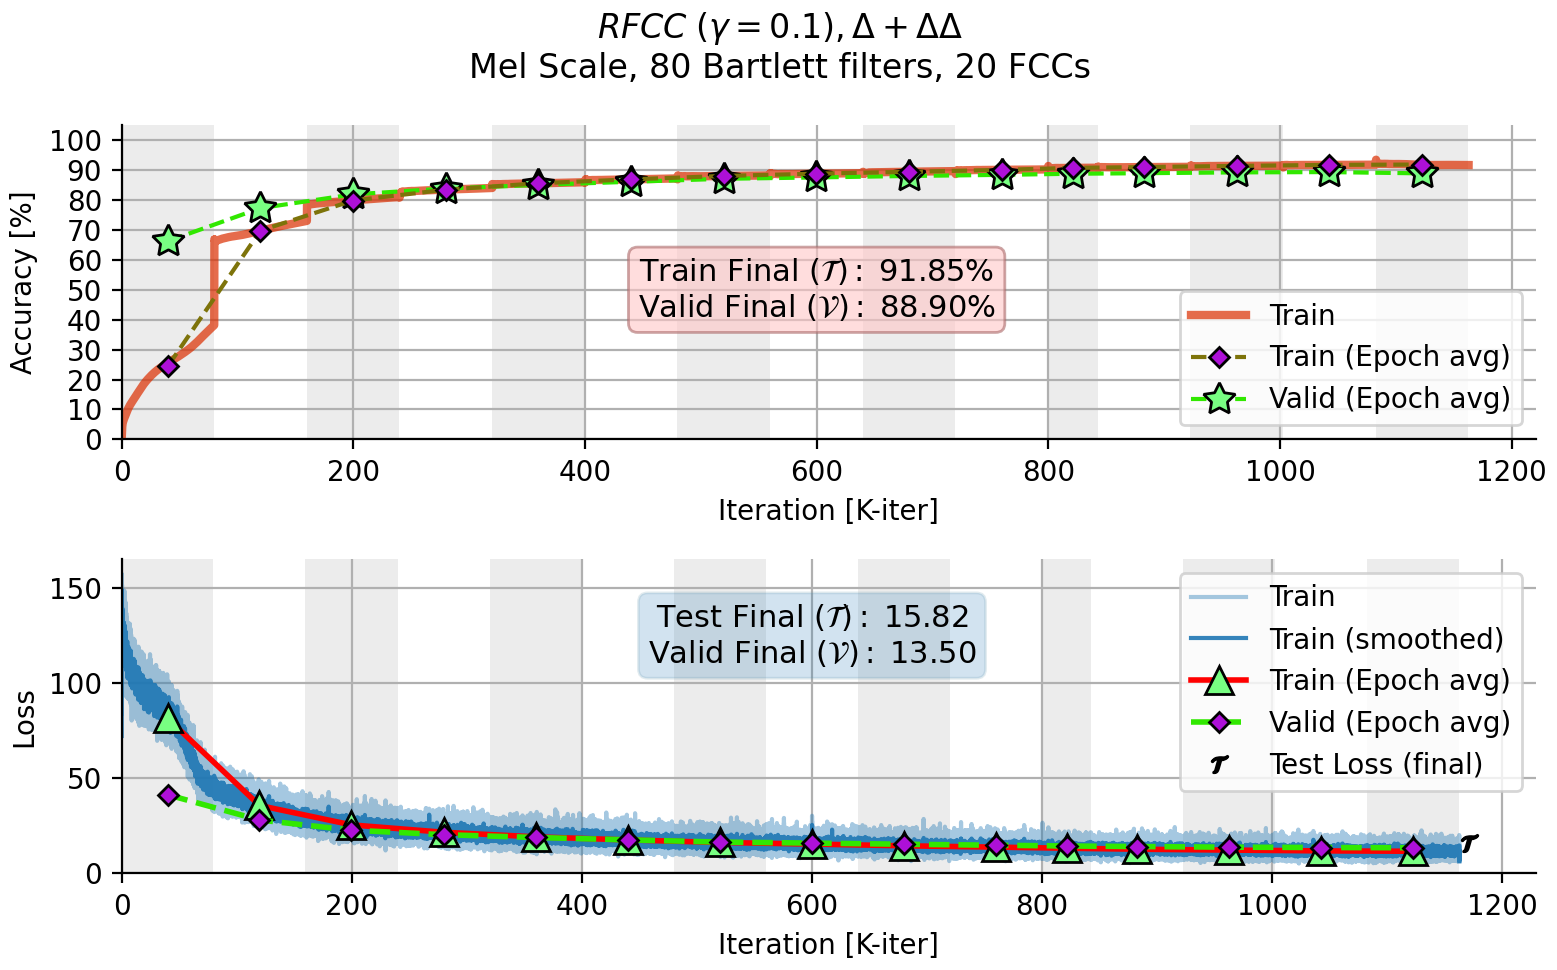 RFCC (γ = 0.1), Δ + ΔΔ
Mel Scale, 80 Bartlett filters, 20 FCCs
100
90
80
70
60
50
40
30
20
10
0
Accuracy [%]
Train Final (𝒯) : 91.85%
Valid Final (𝒱) : 88.90%
Train
Train (Epoch avg)
Valid (Epoch avg)
0 200 400 600 800 1000 1200
Iteration [K-iter]
150
100
50
0
Loss
Test Final (𝒯) : 15.82
Valid Final (𝒱) : 13.50
Train
Train (smoothed)
Train (Epoch avg)
Valid (Epoch avg)
𝒯 Test Loss (final)
𝒯
0 200 400 600 800 1000 1200
Iteration [K-iter]